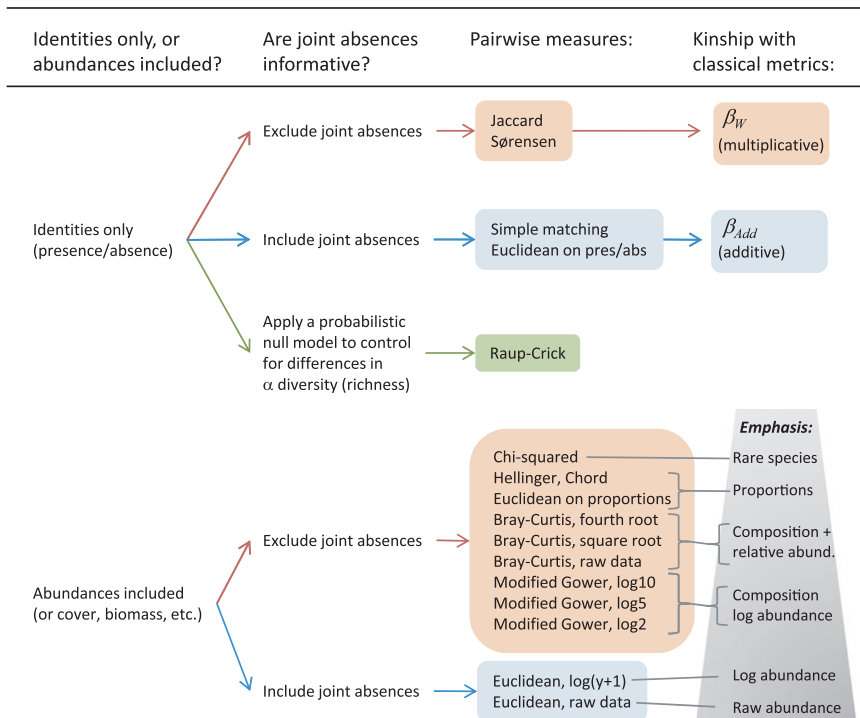 Identities only, or
abundances included?
Are joint absences
informative?
Pairwise measures:
Kinship with
classical metrics:
Identities only
(presence/absence)
Exclude joint absences
Jaccard
Sørensen
βW
(multiplicative)
Include joint absences
Simple matching
Euclidean on pres/abs
βAdd
(additive)
Apply a probabilistic
null model to control
for differences in
α diversity (richness)
Raup-Crick
Abundances included
(or cover, biomass, etc.)
Exclude joint absences
Chi-squared
Hellinger, Chord
Euclidean on proportions
Bray-Curtis, fourth root
Bray-Curtis, square root
Bray-Curtis, raw data
Modified Gower, log10
Modified Gower, log5
Modified Gower, log2
Emphasis:
Rare species
Proportions
Composition +
relative abund.
Composition
log abundance
Include joint absences
Euclidean, log(y+1)
Euclidean, raw data
Log abundance
Raw abundance